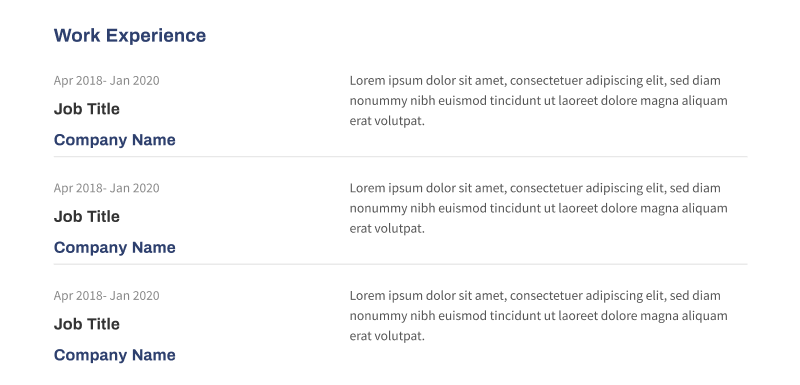 Work Experience
Apr 2018- Jan 2020
Job Title
Company Name
Lorem ipsum dolor sit amet, consectetuer adipiscing elit, sed diam
nonummy nibh euismod tincidunt ut laoreet dolore magna aliquam
erat volutpat.
Apr 2018- Jan 2020
Job Title
Company Name
Lorem ipsum dolor sit amet, consectetuer adipiscing elit, sed diam
nonummy nibh euismod tincidunt ut laoreet dolore magna aliquam
erat volutpat.
Apr 2018- Jan 2020
Job Title
Company Name
Lorem ipsum dolor sit amet, consectetuer adipiscing elit, sed diam
nonummy nibh euismod tincidunt ut laoreet dolore magna aliquam
erat volutpat.